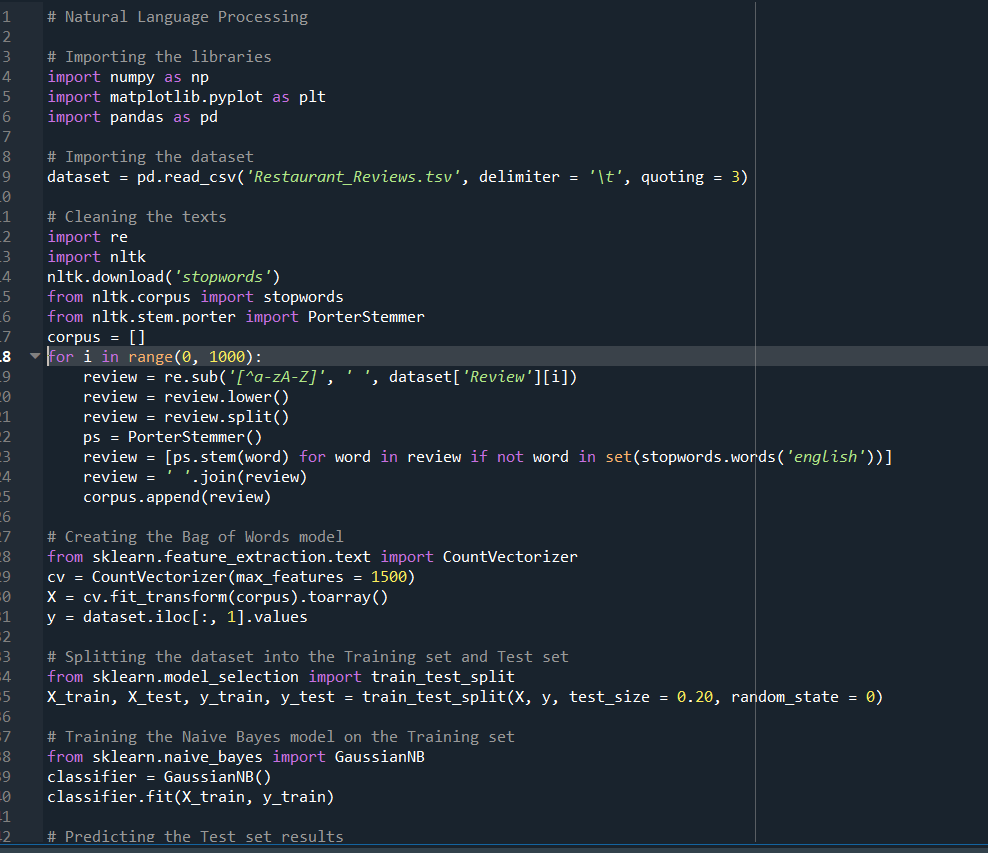 1 # Natural Language Processing
2
3 # Importing the libraries
4 import numpy as np
5 import matplotlib.pyplot as plt
6 import pandas as pd
7
8 # Importing the dataset
9 dataset = pd.read_csv('Restaurant_Reviews.tsv', delimiter = '\t', quoting = 3)
0
1 # Cleaning the texts
2 import re
3 import nltk
4 nltk.download('stopwords')
5 from nltk.corpus import stopwords
6 from nltk.stem.porter import PorterStemmer
7 corpus = []
8 for i in range(0, 1000):
9     review = re.sub('[^a-zA-Z]', ' ', dataset['Review'][i])
0     review = review.lower()
1     review = review.split()
2     ps = PorterStemmer()
3     review = [ps.stem(word) for word in review if not word in set(stopwords.words('english'))]
4     review = ' '.join(review)
5     corpus.append(review)
6
7 # Creating the Bag of Words model
8 from sklearn.feature_extraction.text import CountVectorizer
9 cv = CountVectorizer(max_features = 1500)
0 X = cv.fit_transform(corpus).toarray()
1 y = dataset.iloc[:, 1].values
2
3 # Splitting the dataset into the Training set and Test set
4 from sklearn.model_selection import train_test_split
5 X_train, X_test, y_train, y_test = train_test_split(X, y, test_size = 0.20, random_state = 0)
6
7 # Training the Naive Bayes model on the Training set
8 from sklearn.naive_bayes import GaussianNB
9 classifier = GaussianNB()
0 classifier.fit(X_train, y_train)
1
2 # Predicting the Test set results